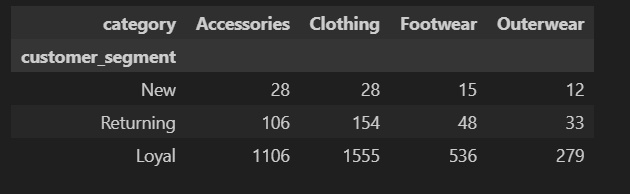 category Accessories Clothing Footwear Outerwear
customer_segment
New 28 28 15 12
Returning 106 154 48 33
Loyal 1106 1555 536 279